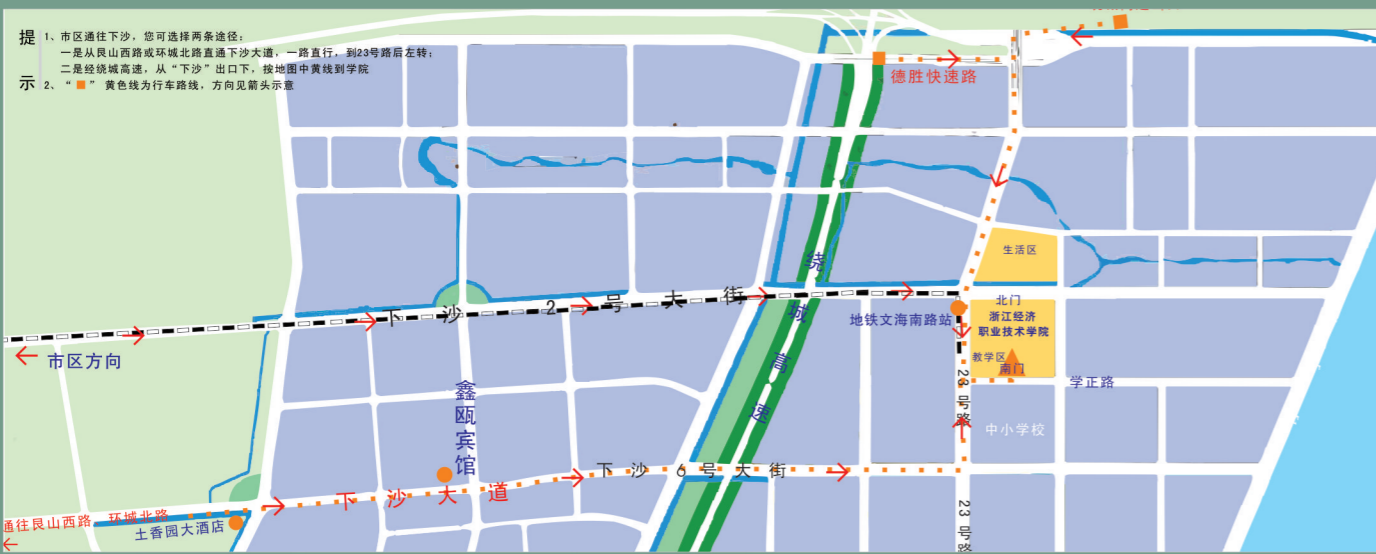 提示
1、市区通往下沙，您可选择两条途径：
一是从艮山西路或环城北路直通下沙大道，一路直行，到23号路后左转；
二是经绕城高速，从“下沙”出口下，按地图中黄线到学院
2、“■”黄色线为行车路线，方向见箭头示意
德胜快速路
生活区
绕城高速
下沙2号大街
北门
浙江经济
职业技术学院
地铁文海南路站
教学区
南门
市区方向
学正路
23号路
鑫瓯宾馆
中小学校
下沙6号大街
下沙大道
23号路
通往艮山西路 环城北路
土香园大酒店